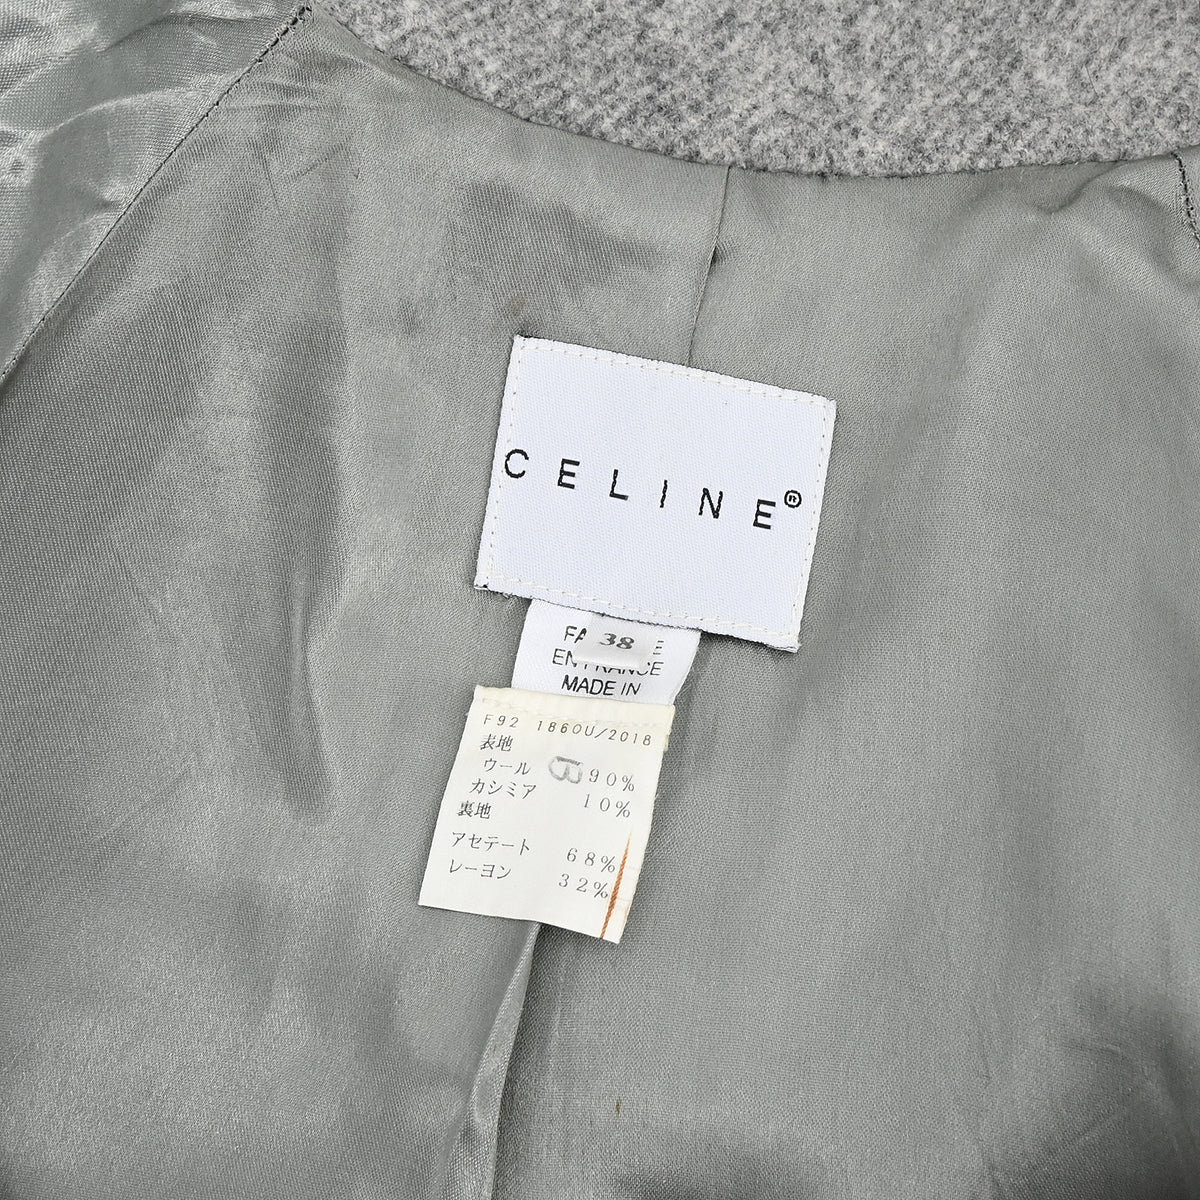 CELINE®
38
EN FRANCE
MADE IN
F92 1860U/2018
表地
ウール 90%
カシミア 10%
裏地
アセテート 68%
レーヨン 32%